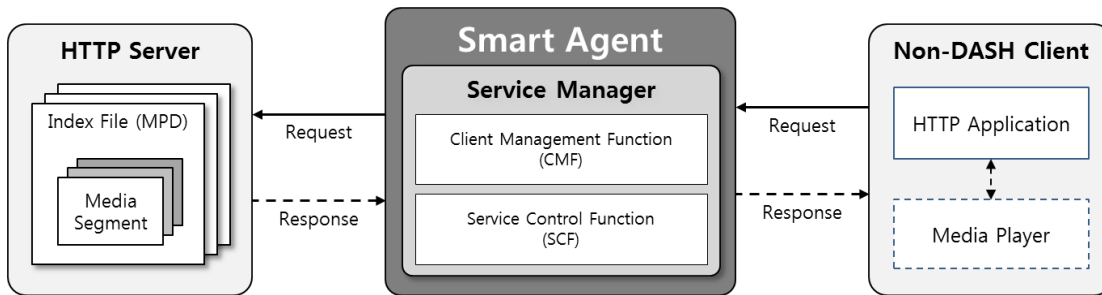 HTTP Server
Index File (MPD)
Media
Segment
Request
Response
Smart Agent
Service Manager
Client Management Function
(CMF)
Service Control Function
(SCF)
Request
Response
Non-DASH Client
HTTP Application
Media Player